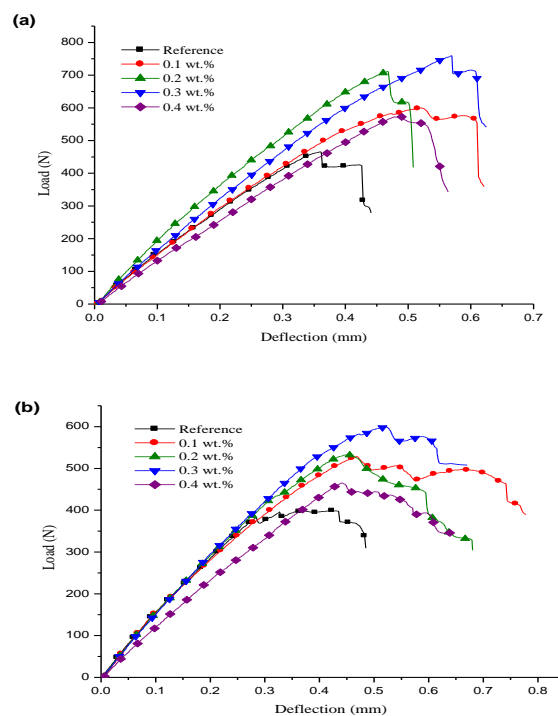 (a)
Reference
0.1 wt.%
0.2 wt.%
0.3 wt.%
0.4 wt.%
800
700
600
500
400
300
200
100
0
Load (N)
0.0 0.1 0.2 0.3 0.4 0.5 0.6 0.7
Deflection (mm)
(b)
Reference
0.1 wt.%
0.2 wt.%
0.3 wt.%
0.4 wt.%
600
500
400
300
200
100
0
Load (N)
0.0 0.1 0.2 0.3 0.4 0.5 0.6 0.7 0.8
Deflection (mm)